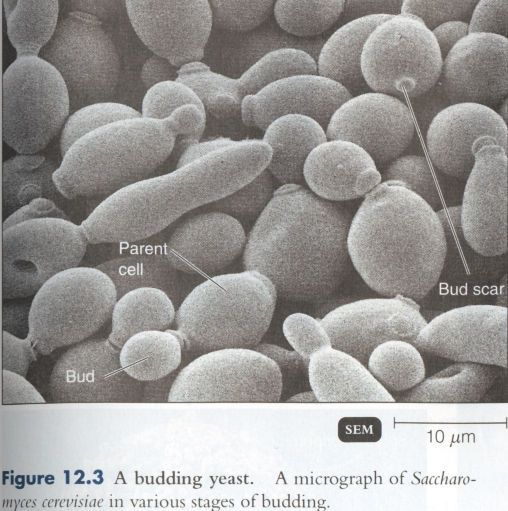 Parent
cell
Bud scar
Bud
SEM
10 μm
Figure 12.3 A budding yeast. A micrograph of Saccharo-
myces cerevisiae in various stages of budding.